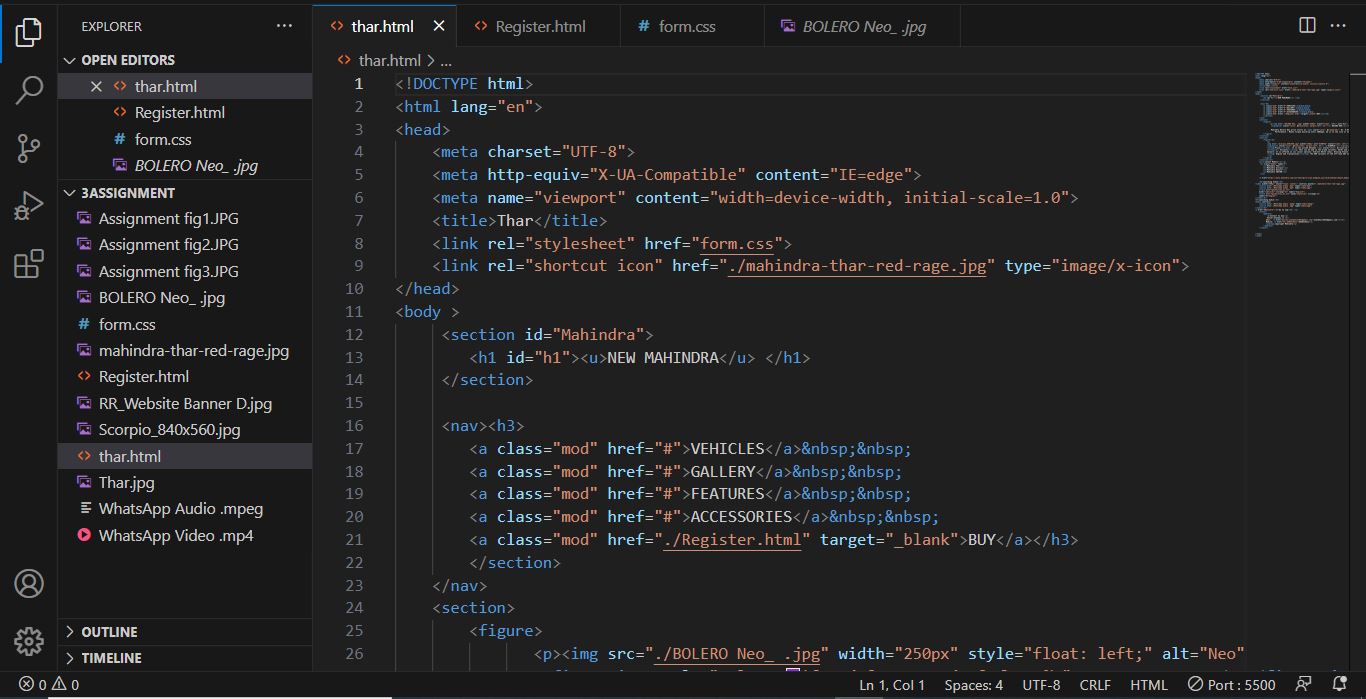 EXPLORER
OPEN EDITORS
thar.html
Register.html
form.css
BOLERO Neo_ .jpg
3ASSIGNMENT
Assignment fig1.JPG
Assignment fig2.JPG
Assignment fig3.JPG
BOLERO Neo_ .jpg
form.css
mahindra-thar-red-rage.jpg
Register.html
RR_Website Banner D.jpg
Scorpio_840x560.jpg
thar.html
Thar.jpg
WhatsApp Audio .mpeg
WhatsApp Video .mp4
OUTLINE
TIMELINE
thar.html Register.html form.css BOLERO Neo_ .jpg
thar.html > ...
1 <!DOCTYPE html>
2 <html lang="en">
3 <head>
4 <meta charset="UTF-8">
5 <meta http-equiv="X-UA-Compatible" content="IE=edge">
6 <meta name="viewport" content="width=device-width, initial-scale=1.0">
7 <title>Thar</title>
8 <link rel="stylesheet" href="form.css">
9 <link rel="shortcut icon" href="./mahindra-thar-red-rage.jpg" type="image/x-icon">
10 </head>
11 <body >
12 <section id="Mahindra">
13 <h1 id="h1"><u>NEW MAHINDRA</u> </h1>
14 </section>
15
16 <nav><h3>
17 <a class="mod" href="#">VEHICLES</a>&nbsp;&nbsp;
18 <a class="mod" href="#">GALLERY</a>&nbsp;&nbsp;
19 <a class="mod" href="#">FEATURES</a>&nbsp;&nbsp;
20 <a class="mod" href="#">ACCESSORIES</a>&nbsp;&nbsp;
21 <a class="mod" href="./Register.html" target="_blank">BUY</a></h3>
22 </section>
23 </nav>
24 <section>
25 <figure>
26 <p><img src="./BOLERO Neo_ .jpg" width="250px" style="float: left;" alt="Neo"
0 0 Ln 1, Col 1 Spaces: 4 UTF-8 CRLF HTML Port : 5500